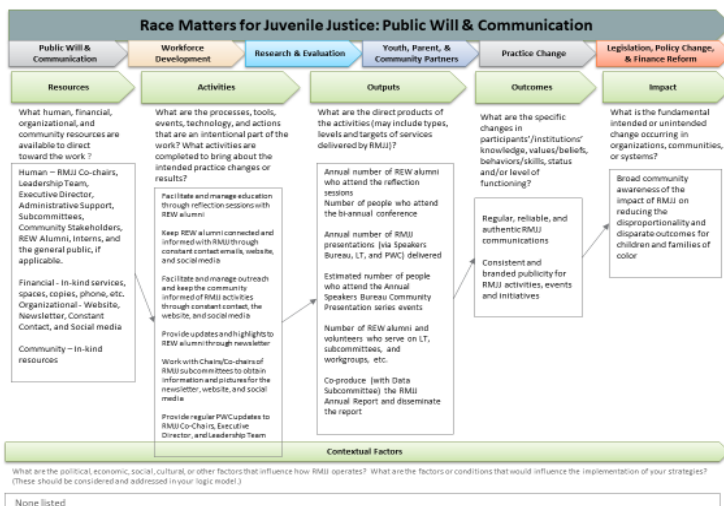 Race Matters for Juvenile Justice: Public Will & Communication
Public Will &
Communication
Workforce
Development
Research & Evaluation
Youth, Parent, &
Community Partners
Practice Change
Legislation, Policy Change,
& Finance Reform
Resources
Activities
Outputs
Outcomes
Impact
What human, financial,
organizational, and
community resources are
available to direct
toward the work ?
Human – RMJJ Co-chairs,
Leadership Team,
Executive Director,
Administrative Support,
Subcommittees,
Community Stakeholders,
REW Alumni, Interns, and
the general public, if
applicable.
Financial - In-kind services,
spaces, copies, phone, etc.
Organizational - Website,
Newsletter, Constant
Contact, and Social media
Community – In-kind
resources
What are the processes, tools,
events, technology, and actions
that are an intentional part of the
work? What activities are
completed to bring about the
intended practice changes or
results?
Facilitate and manage education
through reflection sessions with
REW alumni
Keep REW alumni connected and
informed with RMJJ through
constant contact emails, website,
and social media
Facilitate and manage outreach
and keep the community
informed of RMJJ activities
through constant contact, the
website, and social media
Provide updates and highlights to
REW alumni through newsletter
Work with Chairs/Co-chairs of
RMJJ subcommittees to obtain
information and pictures for the
newsletter, website, and social
media
Provide regular PWC updates to
RMJJ Co-Chairs, Executive
Director, and Leadership Team
What are the direct products of
the activities (may include types,
levels and targets of services
delivered by RMJJ)?
Annual number of REW alumni
who attend the reflection
sessions
Number of people who attend
the bi-annual conference
Annual number of RMJJ
presentations (via Speakers
Bureau, LT, and PWC) delivered
Estimated number of people
who attend the Annual
Speakers Bureau Community
Presentation series events
Number of REW alumni and
volunteers who serve on LT,
subcommittees, and
workgroups, etc.
Co-produce (with Data
Subcommittee) the RMJJ
Annual Report and disseminate
the report
What are the specific
changes in
participants'/institutions'
knowledge, values/beliefs,
behaviors/skills, status
and/or level of
functioning?
Regular, reliable, and
authentic RMJJ
communications
Consistent and
branded publicity for
RMJJ activities, events
and initiatives
What is the fundamental
intended or unintended
change occurring in
organizations, communities,
or systems?
Broad community
awareness of the
impact of RMJJ on
reducing the
disproportionality and
disparate outcomes for
children and families of
color
Contextual Factors
What are the political, economic, social, cultural, or other factors that influence how RMJJ operates? What are the factors or conditions that would influence the implementation of your strategies?
(These should be considered and addressed in your logic model.)
None listed